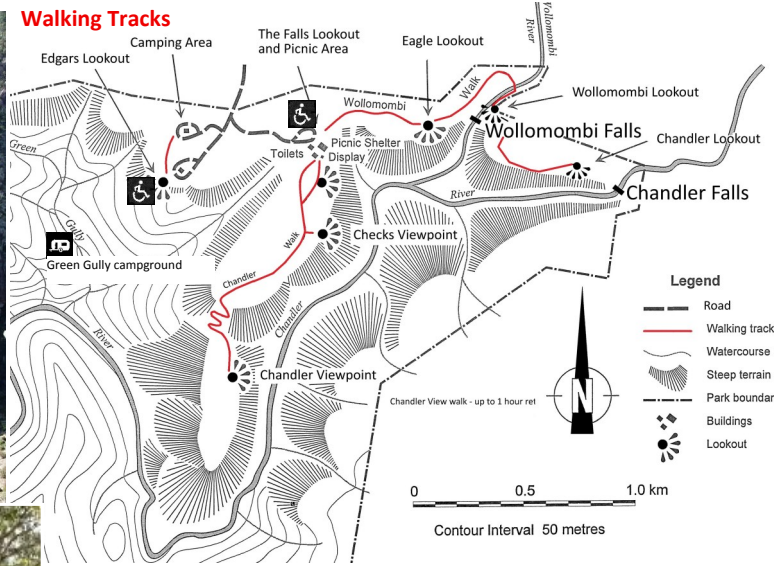 Walking Tracks
Camping Area
Edgars Lookout
The Falls Lookout
and Picnic Area
Eagle Lookout
Wollomombi
River
Wollomombi Lookout
Wollomombi
Walk
Wollomombi Falls
Chandler Lookout
Toilets
Picnic Shelter
Display
Green
Gully
River
Chandler Falls
Checks Viewpoint
Walk
Chandler
Green Gully campground
River
Chandler
Chandler Viewpoint
Chandler View walk - up to 1 hour ret
N
Legend
Road
Walking track
Watercourse
Steep terrain
Park boundar
Buildings
Lookout
0 0.5 1.0 km
Contour Interval 50 metres